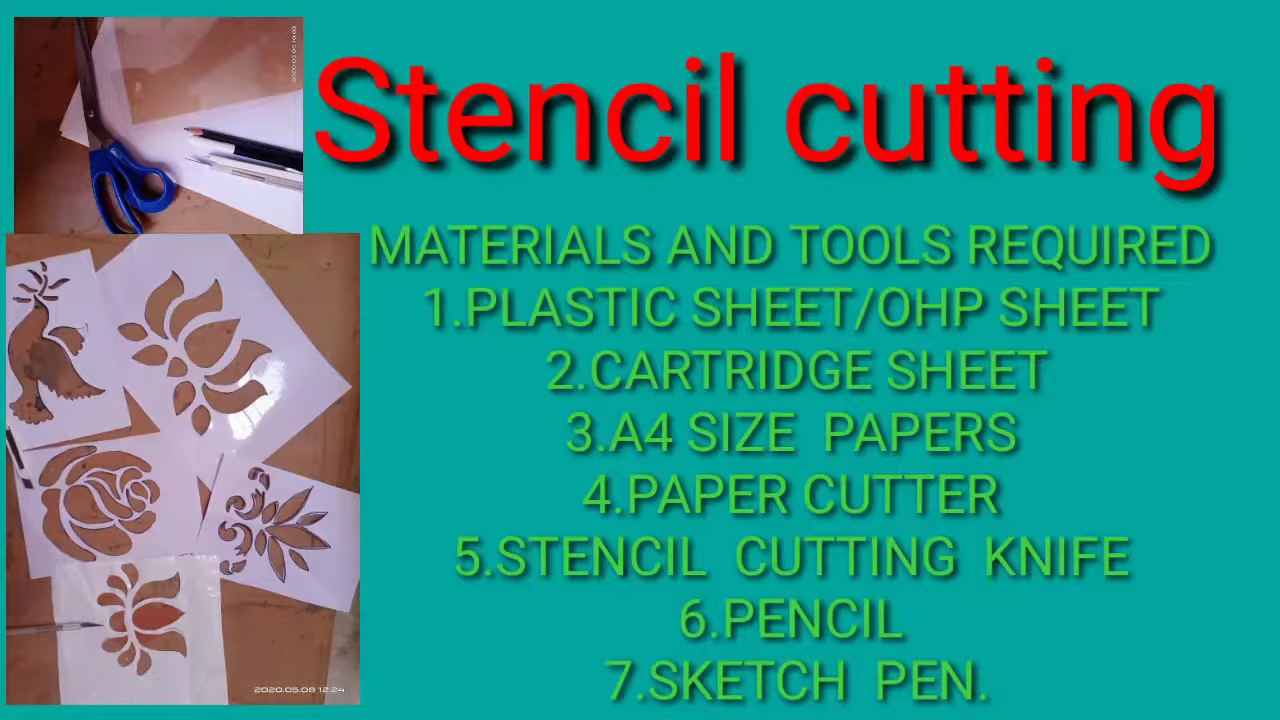 Stencil cutting
MATERIALS AND TOOLS REQUIRED
1.PLASTIC SHEET/OHP SHEET
2.CARTRIDGE SHEET
3.A4 SIZE PAPERS
4.PAPER CUTTER
5.STENCIL CUTTING KNIFE
6.PENCIL
7.SKETCH PEN.
2020.05.08 12:24